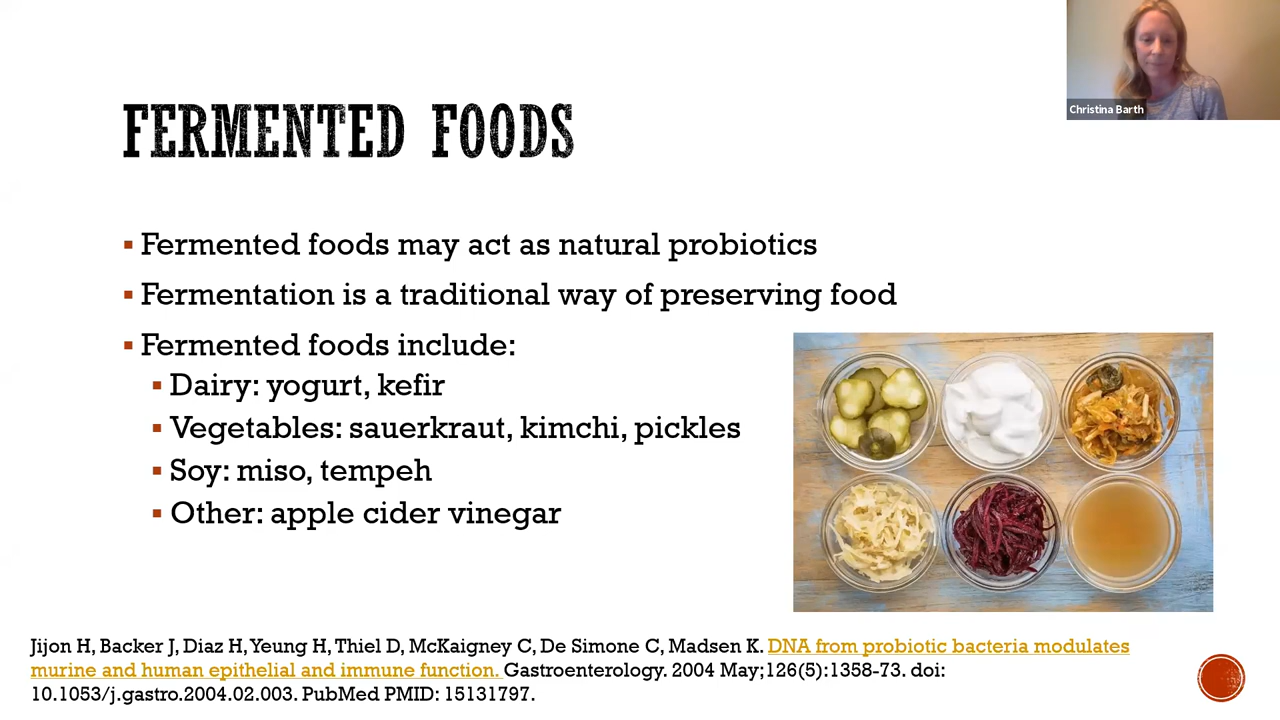 Christina Barth
FERMENTED FOODS
Fermented foods may act as natural probiotics
Fermentation is a traditional way of preserving food
Fermented foods include:
Dairy: yogurt, kefir
Vegetables: sauerkraut, kimchi, pickles
Soy: miso, tempeh
Other: apple cider vinegar
Jijon H, Backer J, Diaz H, Yeung H, Thiel D, McKaigney C, De Simone C, Madsen K. DNA from probiotic bacteria modulates
murine and human epithelial and immune function. Gastroenterology. 2004 May;126(5):1358-73. doi:
10.1053/j.gastro.2004.02.003. PubMed PMID: 15131797.